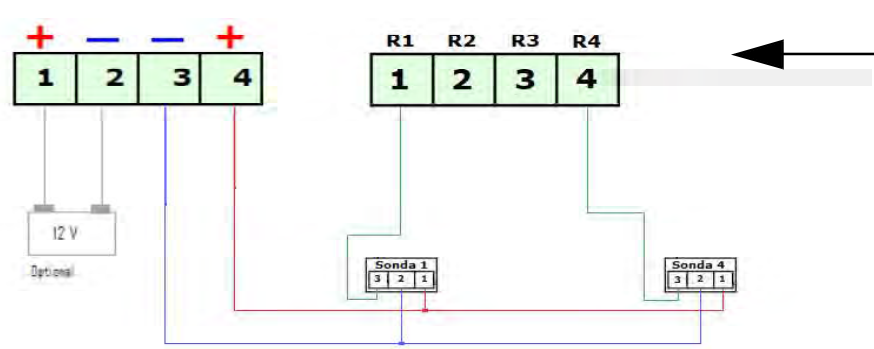 + − − +
1 2 3 4
R1 R2 R3 R4
1 2 3 4
12 V
Optional
Sonda 1
3 2 1
Sonda 4
3 2 1